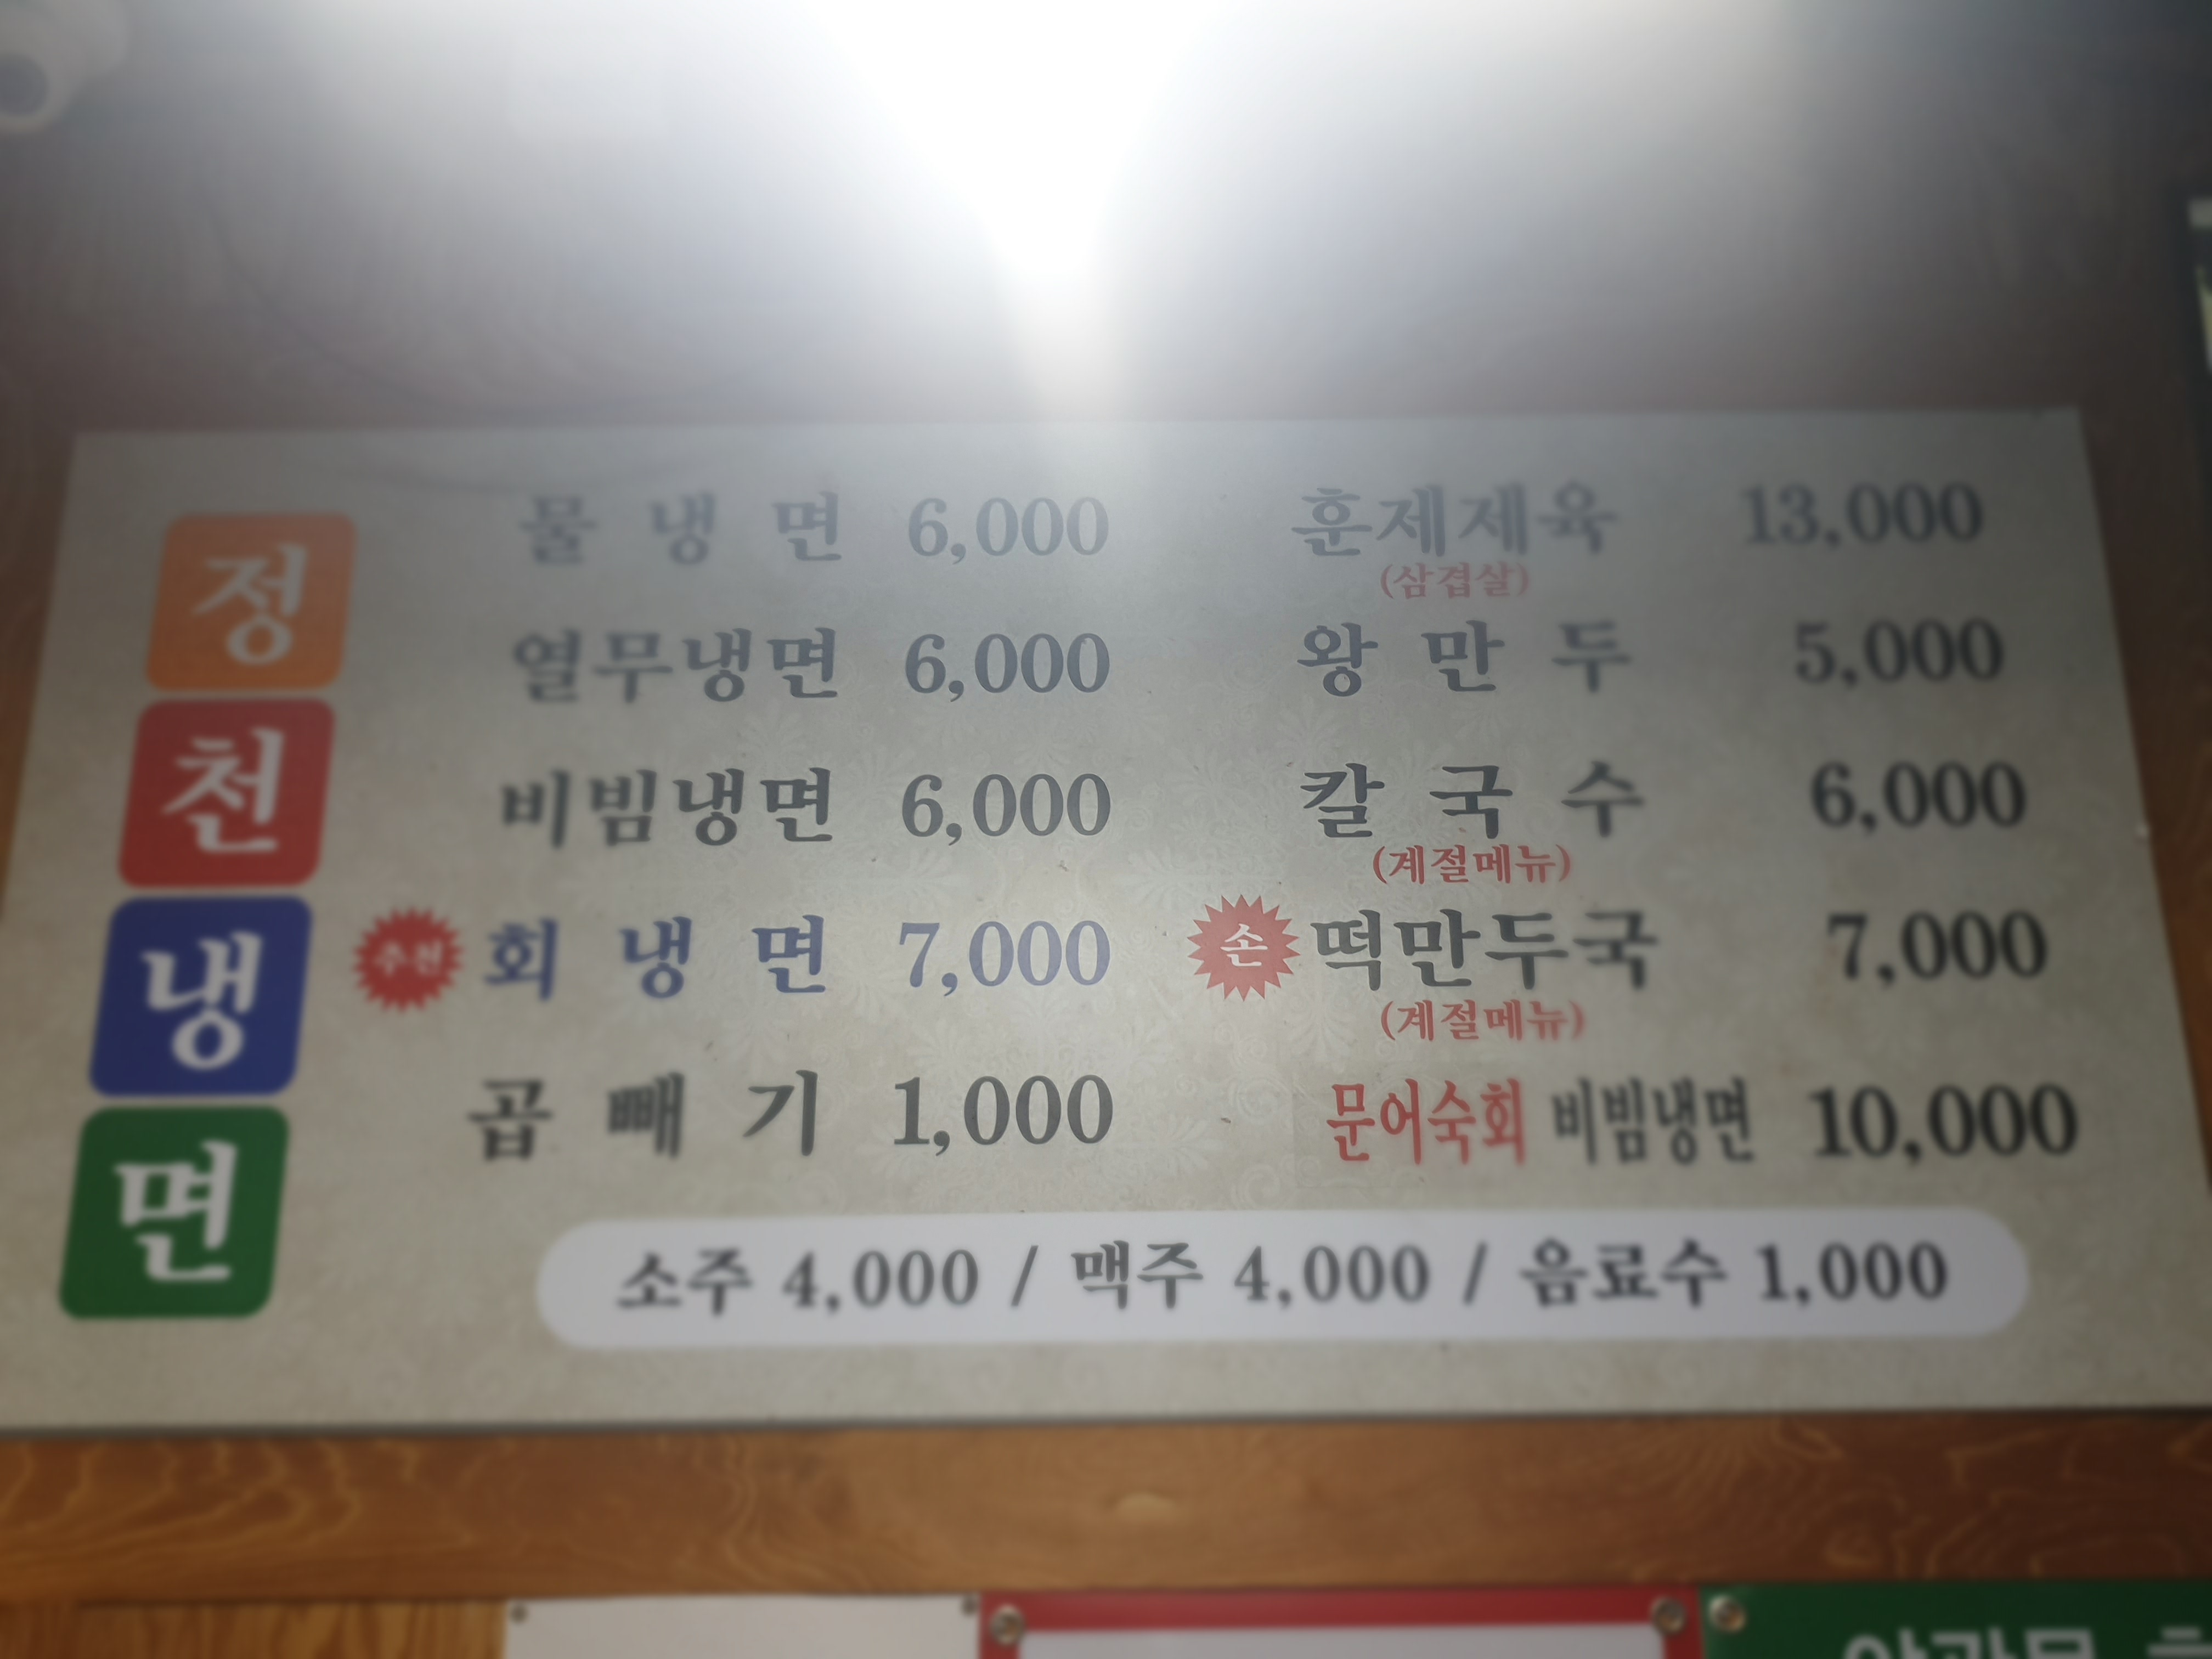 정천냉면
물냉면 6,000
열무냉면 6,000
비빔냉면 6,000
추천 회냉면 7,000
곱빼기 1,000
훈제제육 13,000
(삼겹살)
왕만두 5,000
칼국수 6,000
(계절메뉴)
손 떡만두국 7,000
(계절메뉴)
문어숙회 비빔냉면 10,000
소주 4,000 / 맥주 4,000 / 음료수 1,000